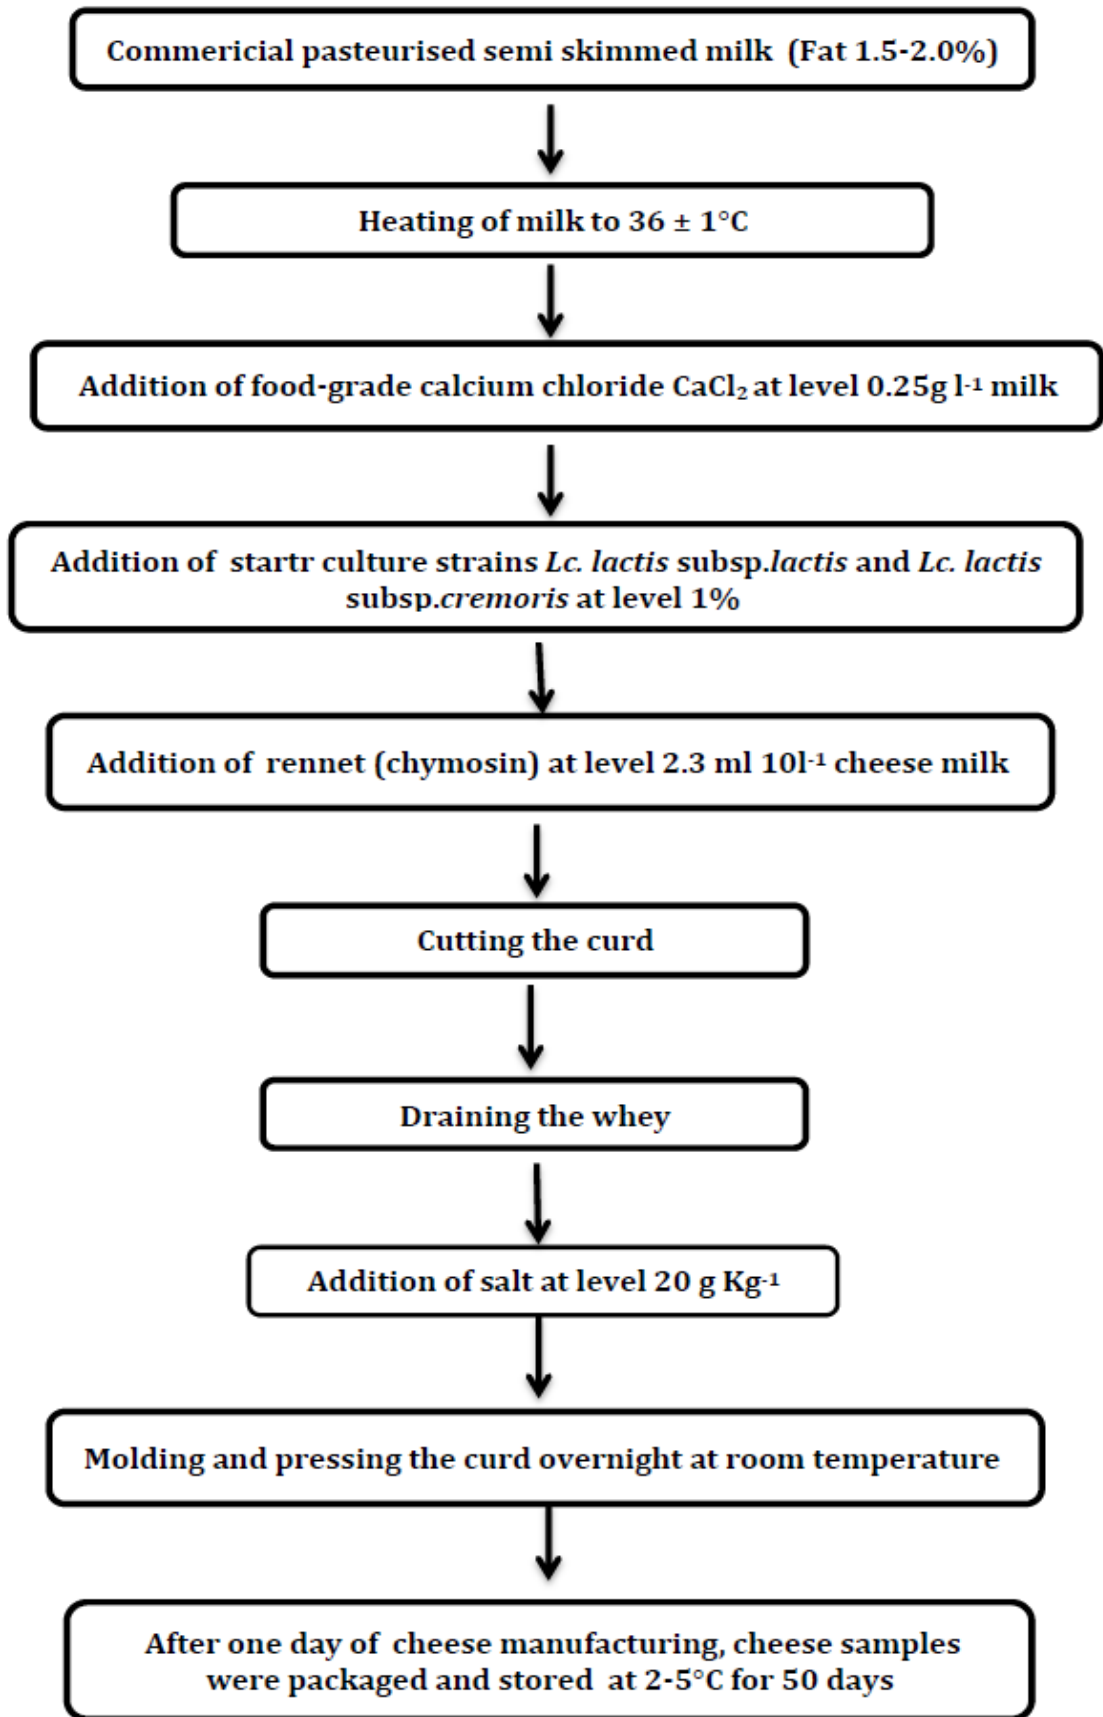 Commericial pasteurised semi skimmed milk (Fat 1.5-2.0%)
Heating of milk to 36 ± 1°C
Addition of food-grade calcium chloride CaCl₂ at level 0.25g l⁻¹ milk
Addition of startr culture strains Lc. lactis subsp.lactis and Lc. lactis
subsp.cremoris at level 1%
Addition of rennet (chymosin) at level 2.3 ml 10l⁻¹ cheese milk
Cutting the curd
Draining the whey
Addition of salt at level 20 g Kg⁻¹
Molding and pressing the curd overnight at room temperature
After one day of cheese manufacturing, cheese samples
were packaged and stored at 2-5°C for 50 days